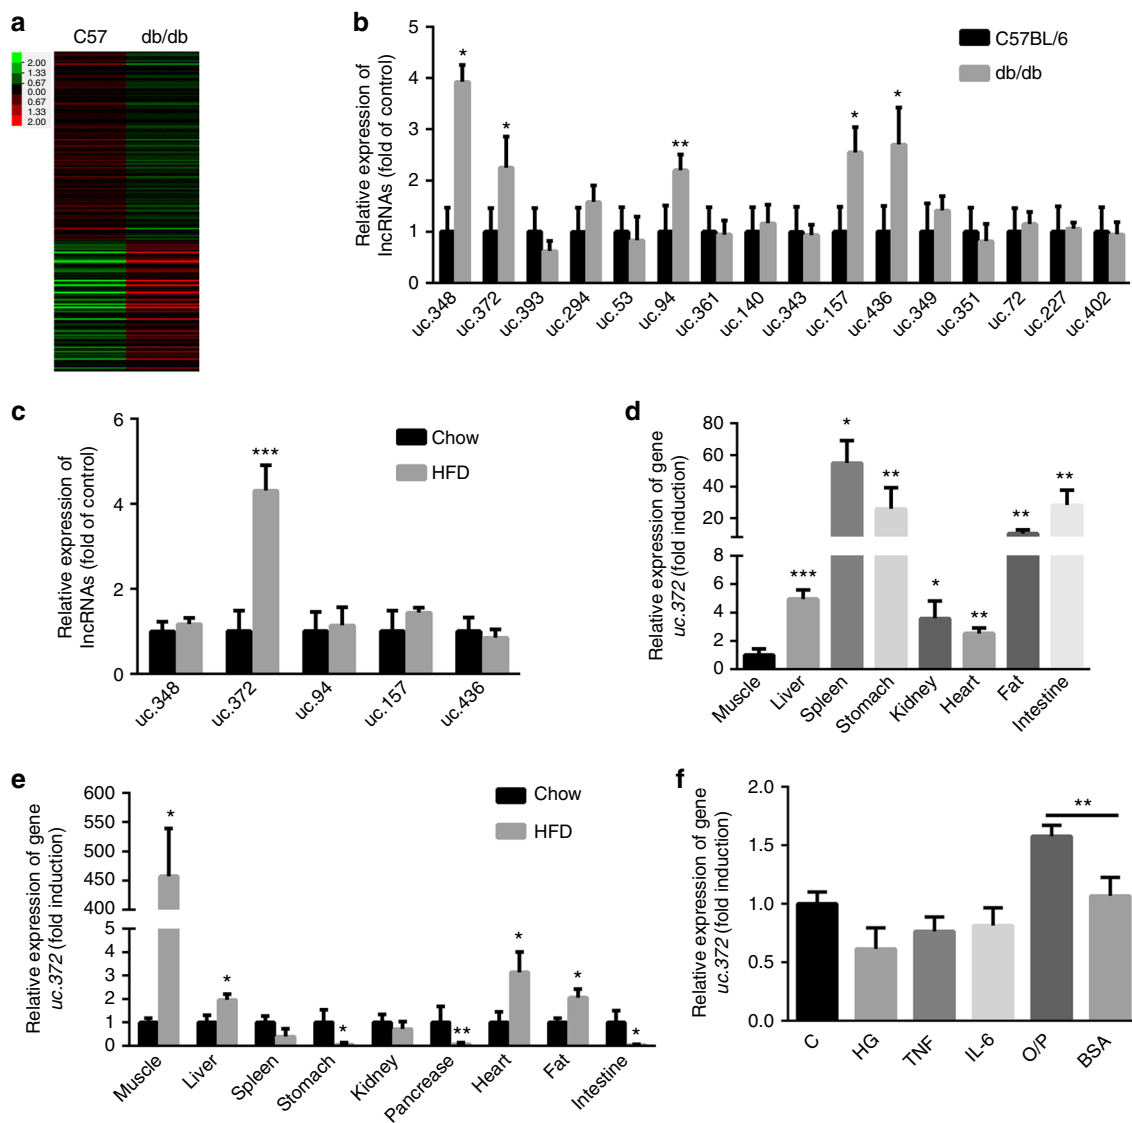 a
C57
db/db
2.00
1.33
0.67
0.00
0.67
1.33
2.00
b
Relative expression of
lncRNAs (fold of control)
5
4
3
2
1
0
*
*
**
*
*
C57BL/6
db/db
uc.348
uc.372
uc.393
uc.294
uc.53
uc.94
uc.361
uc.140
uc.343
uc.157
uc.436
uc.349
uc.351
uc.72
uc.227
uc.402
c
Relative expression of
lncRNAs (fold of control)
6
4
2
0
***
Chow
HFD
uc.348
uc.372
uc.94
uc.157
uc.436
d
Relative expression of gene
uc.372 (fold induction)
80
60
40
20
8
6
4
2
0
***
*
**
*
**
**
**
Muscle
Liver
Spleen
Stomach
Kidney
Heart
Fat
Intestine
e
Relative expression of gene
uc.372 (fold induction)
600
550
500
450
400
5
4
3
2
1
0
*
*
*
**
*
*
*
Chow
HFD
Muscle
Liver
Spleen
Stomach
Kidney
Pancrease
Heart
Fat
Intestine
f
Relative expression of gene
uc.372 (fold induction)
2.0
1.5
1.0
0.5
0.0
**
C
HG
TNF
IL-6
O/P
BSA